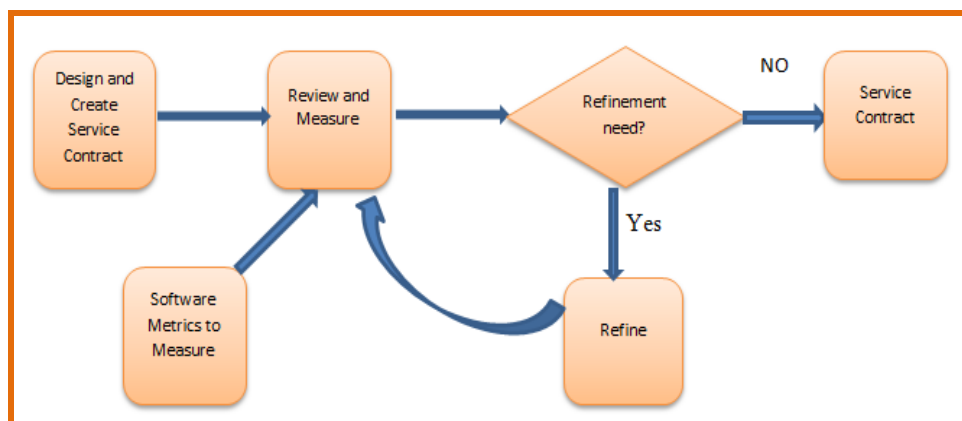 Design and
Create
Service
Contract
Review and
Measure
Refinement
need?
NO
Service
Contract
Yes
Software
Metrics to
Measure
Refine